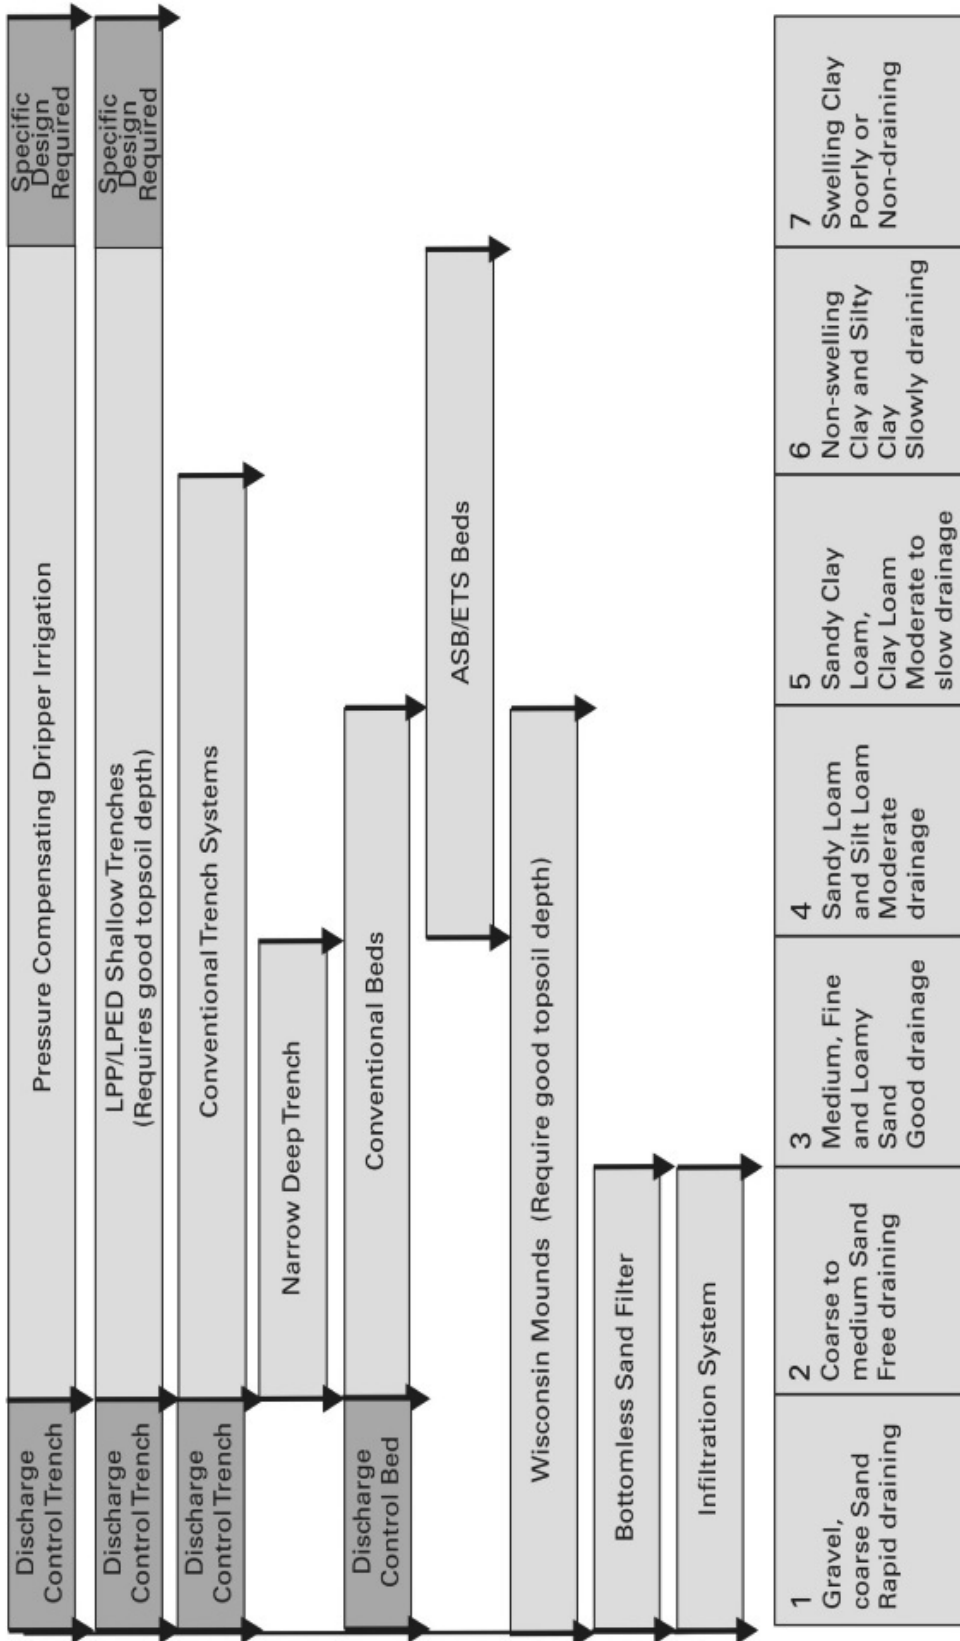 Discharge
Control Trench
Pressure Compensating Dripper Irrigation
Specific
Design
Required
Discharge
Control Trench
LPP/LPED Shallow Trenches
(Requires good topsoil depth)
Specific
Design
Required
Discharge
Control Trench
Conventional Trench Systems
Narrow Deep Trench
Discharge
Control Bed
Conventional Beds
ASB/ETS Beds
Wisconsin Mounds (Require good topsoil depth)
Bottomless Sand Filter
Infiltration System
1
Gravel,
coarse Sand
Rapid draining
2
Coarse to
medium Sand
Free draining
3
Medium, Fine
and Loamy
Sand
Good drainage
4
Sandy Loam
and Silt Loam
Moderate
drainage
5
Sandy Clay
Loam,
Clay Loam
Moderate to
slow drainage
6
Non-swelling
Clay and Silty
Clay
Slowly draining
7
Swelling Clay
Poorly or
Non-draining